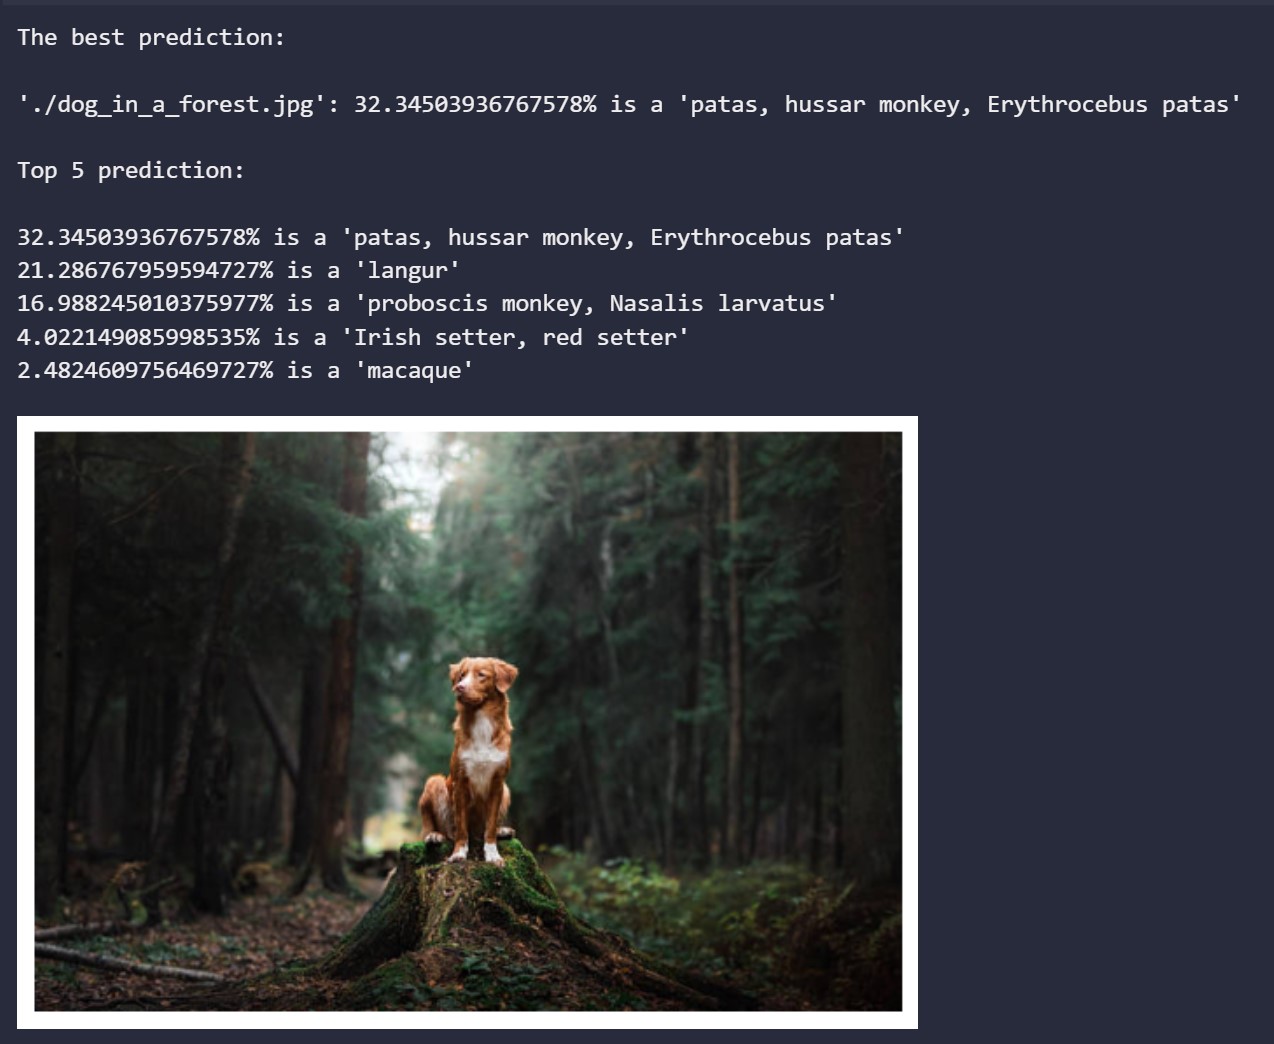 The best prediction:
'./dog_in_a_forest.jpg': 32.34503936767578% is a 'patas, hussar monkey, Erythrocebus patas'
Top 5 prediction:
32.34503936767578% is a 'patas, hussar monkey, Erythrocebus patas'
21.286767959594727% is a 'langur'
16.988245010375977% is a 'proboscis monkey, Nasalis larvatus'
4.022149085998535% is a 'Irish setter, red setter'
2.4824609756469727% is a 'macaque'